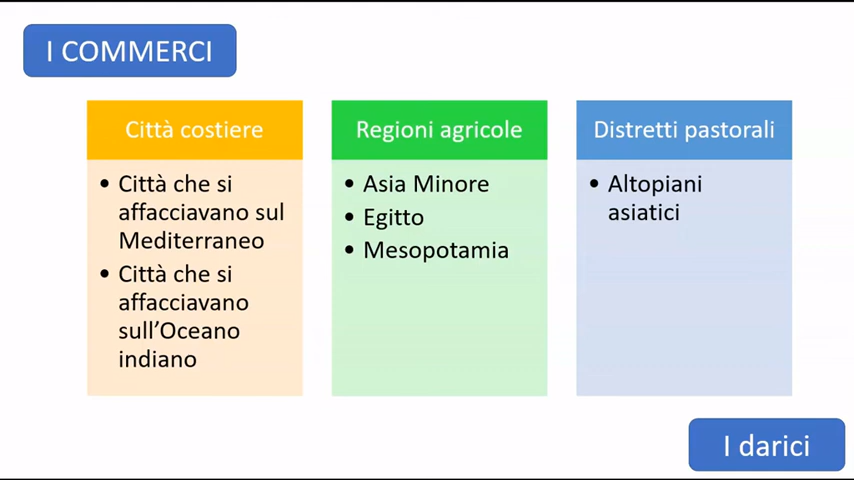 I COMMERCI
Città costiere
• Città che si
affacciavano sul
Mediterraneo
• Città che si
affacciavano
sull’Oceano
indiano
Regioni agricole
• Asia Minore
• Egitto
• Mesopotamia
Distretti pastorali
• Altopiani
asiatici
I darici